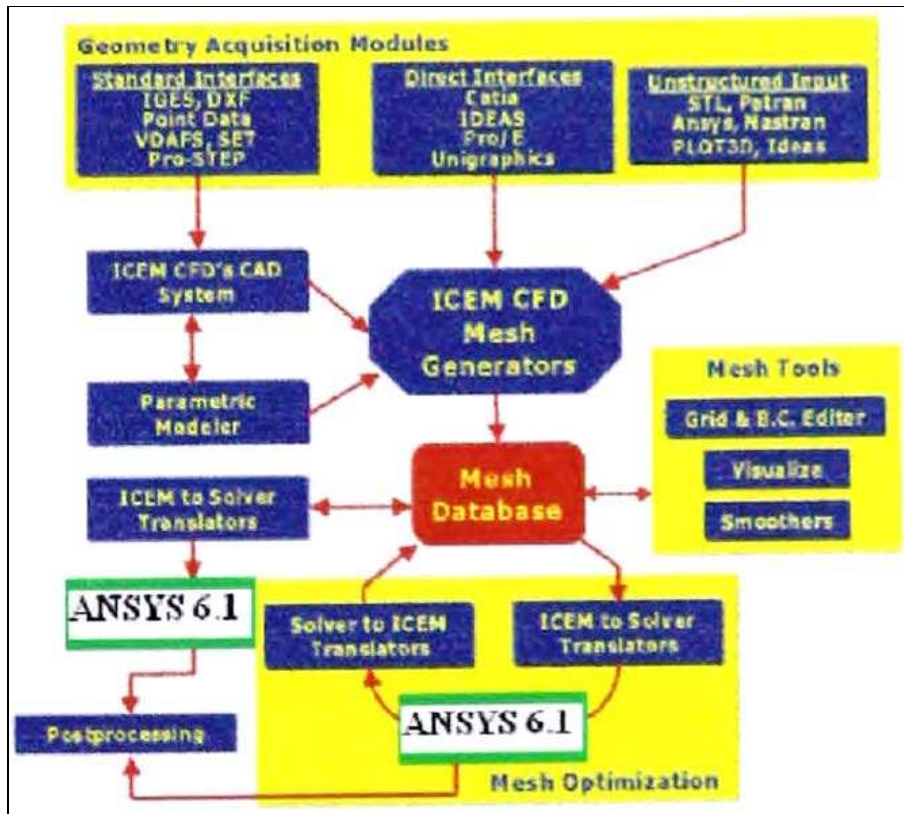 Geometry Acquisition Modules
Standard Interfaces
IGES, DXF
Point Data
VDAFS, SET
Pro-STEP
Direct Interfaces
Catia
IDEAS
Pro/E
Unigraphics
Unstructured Input
STL, Patran
Ansys, Nastran
PLOT3D, Ideas
ICEM CFD's CAD
System
ICEM CFD
Mesh
Generators
Parametric
Modeler
Mesh Tools
Grid & B.C. Editer
Visualize
Smoothers
Mesh
Database
ICEM to Solver
Translators
ANSYS 6.1
Solver to ICEM
Translators
ICEM to Solver
Translators
ANSYS 6.1
Postprocessing
Mesh Optimization